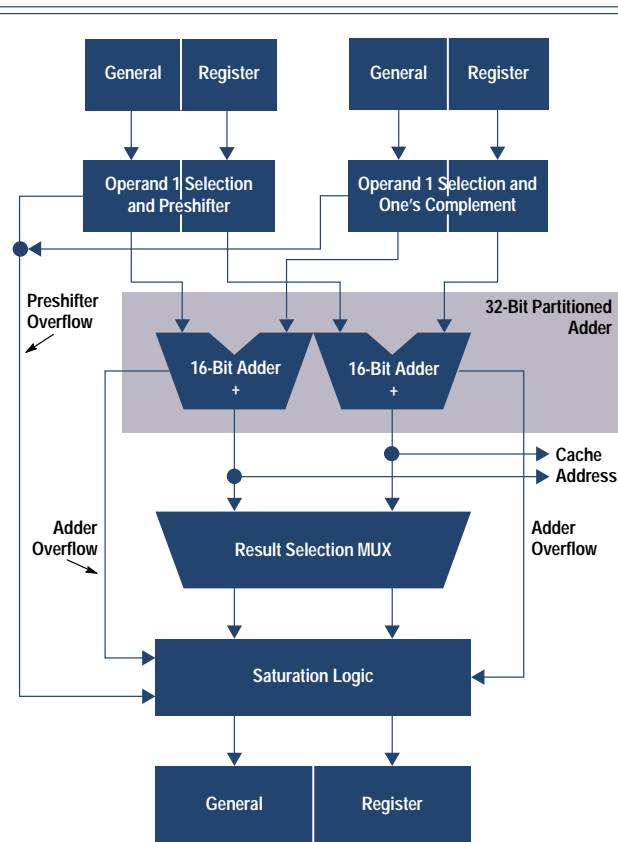 General Register
General Register
Operand 1 Selection
and Preshifter
Operand 1 Selection and
One's Complement
Preshifter
Overflow
32-Bit Partitioned
Adder
16-Bit Adder
+
16-Bit Adder
+
Cache
Address
Adder
Overflow
Result Selection MUX
Adder
Overflow
Saturation Logic
General Register